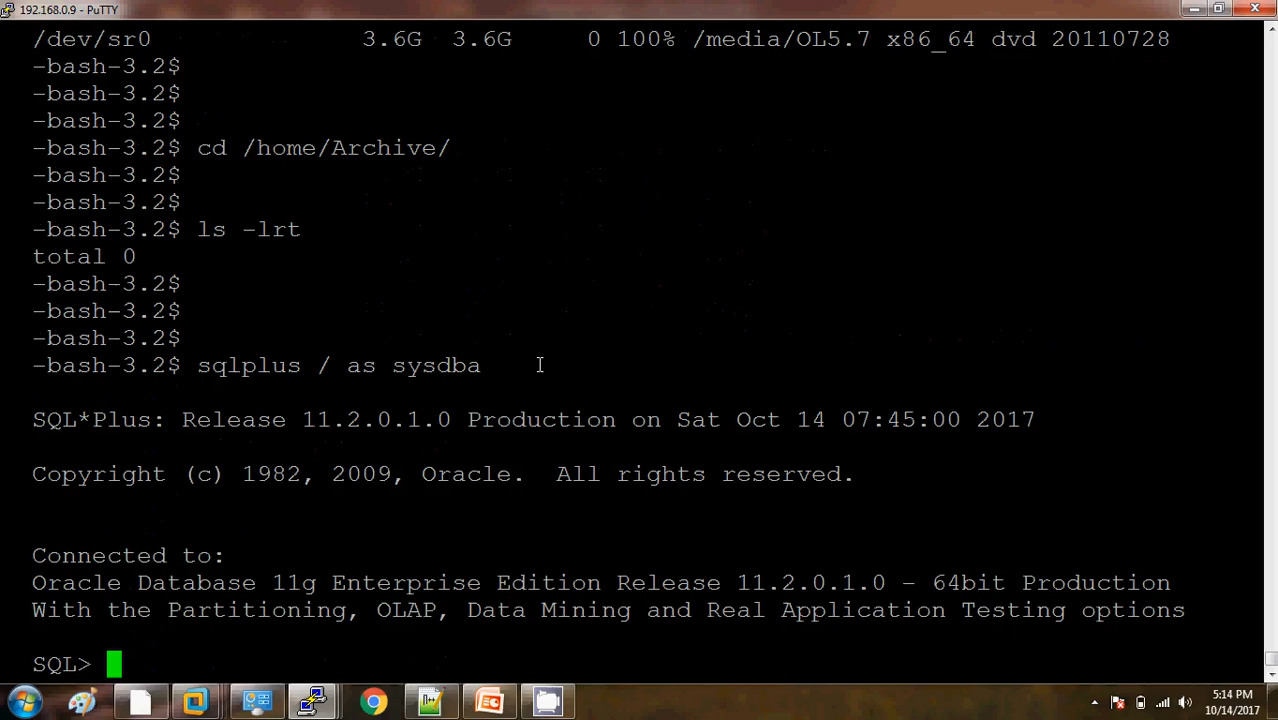 192.168.0.9 - PuTTY
/dev/sr0 3.6G 3.6G 0 100% /media/OL5.7 x86_64 dvd 20110728
-bash-3.2$
-bash-3.2$
-bash-3.2$
-bash-3.2$ cd /home/Archive/
-bash-3.2$
-bash-3.2$
-bash-3.2$ ls -lrt
total 0
-bash-3.2$
-bash-3.2$
-bash-3.2$
-bash-3.2$ sqlplus / as sysdba
SQL*Plus: Release 11.2.0.1.0 Production on Sat Oct 14 07:45:00 2017
Copyright (c) 1982, 2009, Oracle.  All rights reserved.
Connected to:
Oracle Database 11g Enterprise Edition Release 11.2.0.1.0 - 64bit Production
With the Partitioning, OLAP, Data Mining and Real Application Testing options
SQL>
5:14 PM
10/14/2017